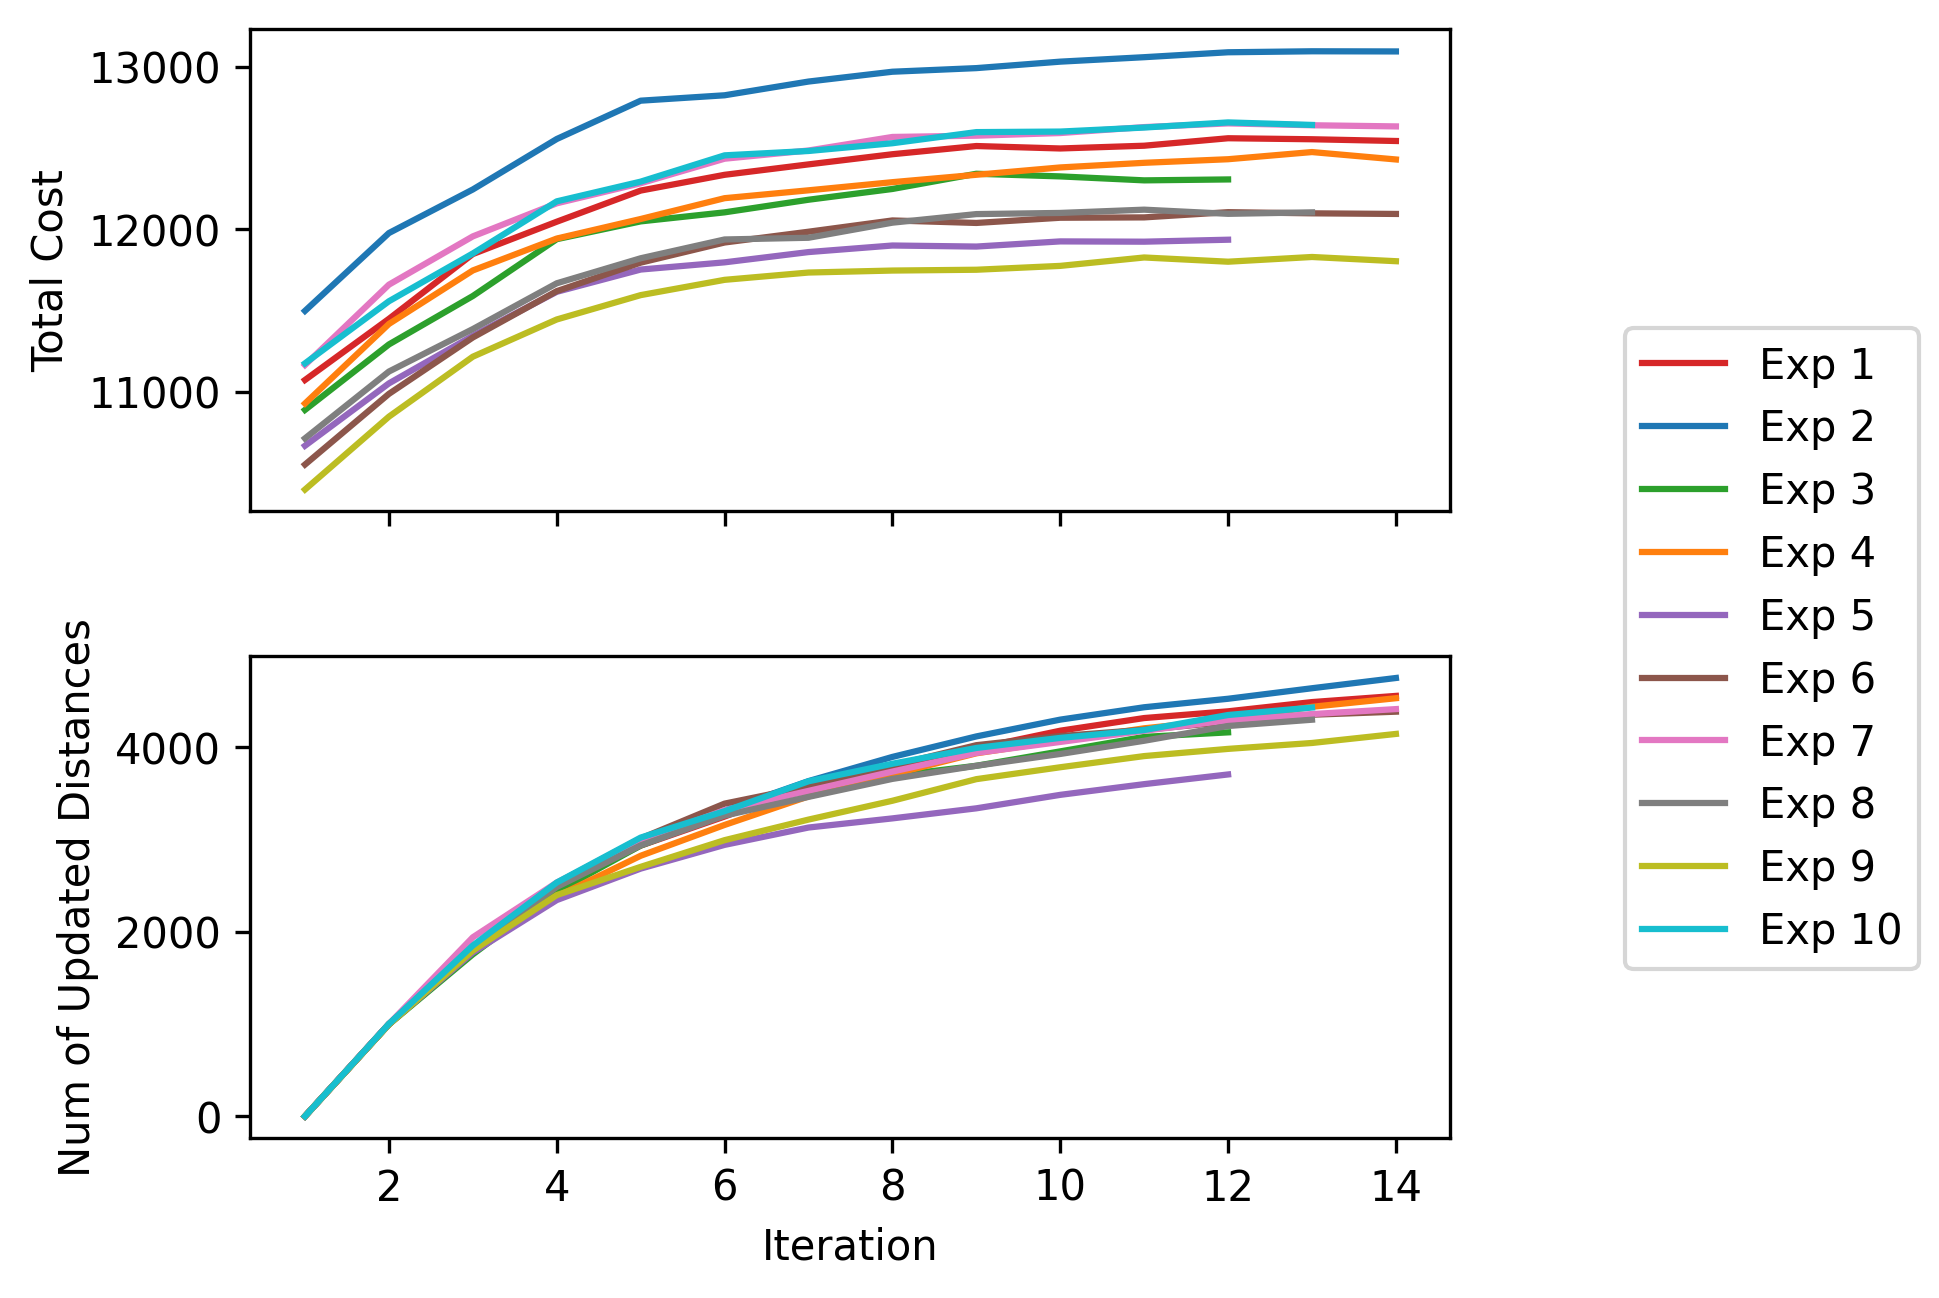 13000
12000
11000
Total Cost
4000
2000
0
Num of Updated Distances
2 4 6 8 10 12 14
Iteration
Exp 1
Exp 2
Exp 3
Exp 4
Exp 5
Exp 6
Exp 7
Exp 8
Exp 9
Exp 10